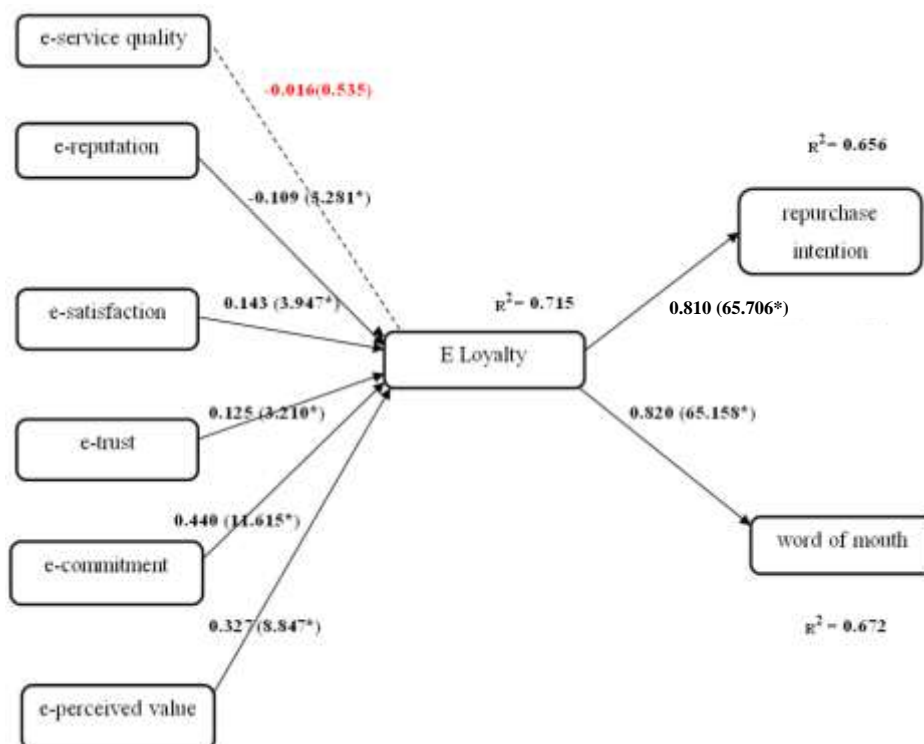 e-service quality
-0.016(0.535)
e-reputation
R²= 0.656
-0.109 (5.281*)
repurchase
intention
e-satisfaction
0.143 (3.947*)
R²= 0.715
0.810 (65.706*)
E Loyalty
0.125 (3.210*)
e-trust
0.820 (65.158*)
0.440 (11.615*)
e-commitment
word of mouth
0.327 (8.847*)
R²= 0.672
e-perceived value